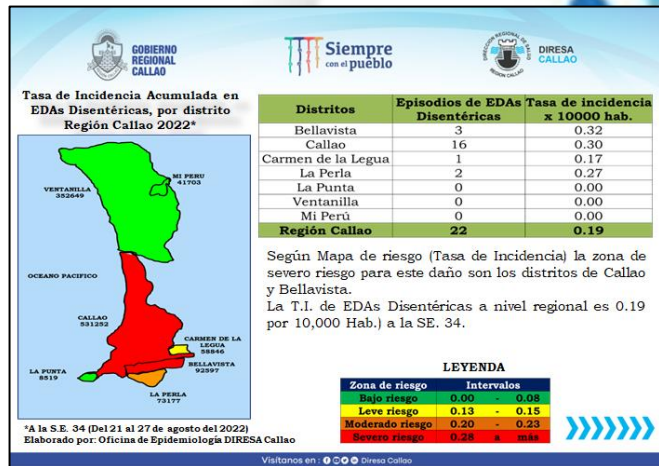 GOBIERNO
REGIONAL
CALLAO
Siempre
con el pueblo
DIRECCION REGIONAL DE SALUD
REGION CALLAO
DIRESA
CALLAO
Tasa de Incidencia Acumulada en
EDAs Disentéricas, por distrito
Región Callao 2022*
VENTANILLA
352649
MI PERU
41703
OCEANO PACIFICO
CALLAO
531252
CARMEN DE LA
LEGUA
58846
BELLAVISTA
92597
LA PUNTA
8519
LA PERLA
73177
*A la S.E. 34 (Del 21 al 27 de agosto del 2022)
Elaborado por: Oficina de Epidemiología DIRESA Callao
Distritos Episodios de EDAs Disentéricas Tasa de incidencia x 10000 hab.
Bellavista 3 0.32
Callao 16 0.30
Carmen de la Legua 1 0.17
La Perla 2 0.27
La Punta 0 0.00
Ventanilla 0 0.00
Mi Perú 0 0.00
Región Callao 22 0.19
Según Mapa de riesgo (Tasa de Incidencia) la zona de
severo riesgo para este daño son los distritos de Callao
y Bellavista.
La T.I. de EDAs Disentéricas a nivel regional es 0.19
por 10,000 Hab.) a la SE. 34.
LEYENDA
Zona de riesgo Intervalos
Bajo riesgo 0.00 - 0.08
Leve riesgo 0.13 - 0.15
Moderado riesgo 0.20 - 0.23
Severo riesgo 0.28 a más
Visítanos en : Diresa Callao